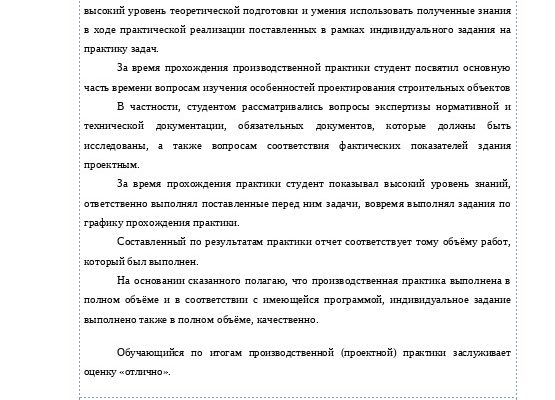 высокий уровень теоретической подготовки и умения использовать полученные знания
в ходе практической реализации поставленных в рамках индивидуального задания на
практику задач.
За время прохождения производственной практики студент посвятил основную
часть времени вопросам изучения особенностей проектирования строительных объектов
В частности, студентом рассматривались вопросы экспертизы нормативной и
технической документации, обязательных документов, которые должны быть
исследованы, а также вопросам соответствия фактических показателей здания
проектным.
За время прохождения практики студент показывал высокий уровень знаний,
ответственно выполнял поставленные перед ним задачи, вовремя выполнял задания по
графику прохождения практики.
Составленный по результатам практики отчет соответствует тому объёму работ,
который был выполнен.
На основании сказанного полагаю, что производственная практика выполнена в
полном объёме и в соответствии с имеющейся программой, индивидуальное задание
выполнено также в полном объёме, качественно.
Обучающийся по итогам производственной (проектной) практики заслуживает
оценку «отлично».